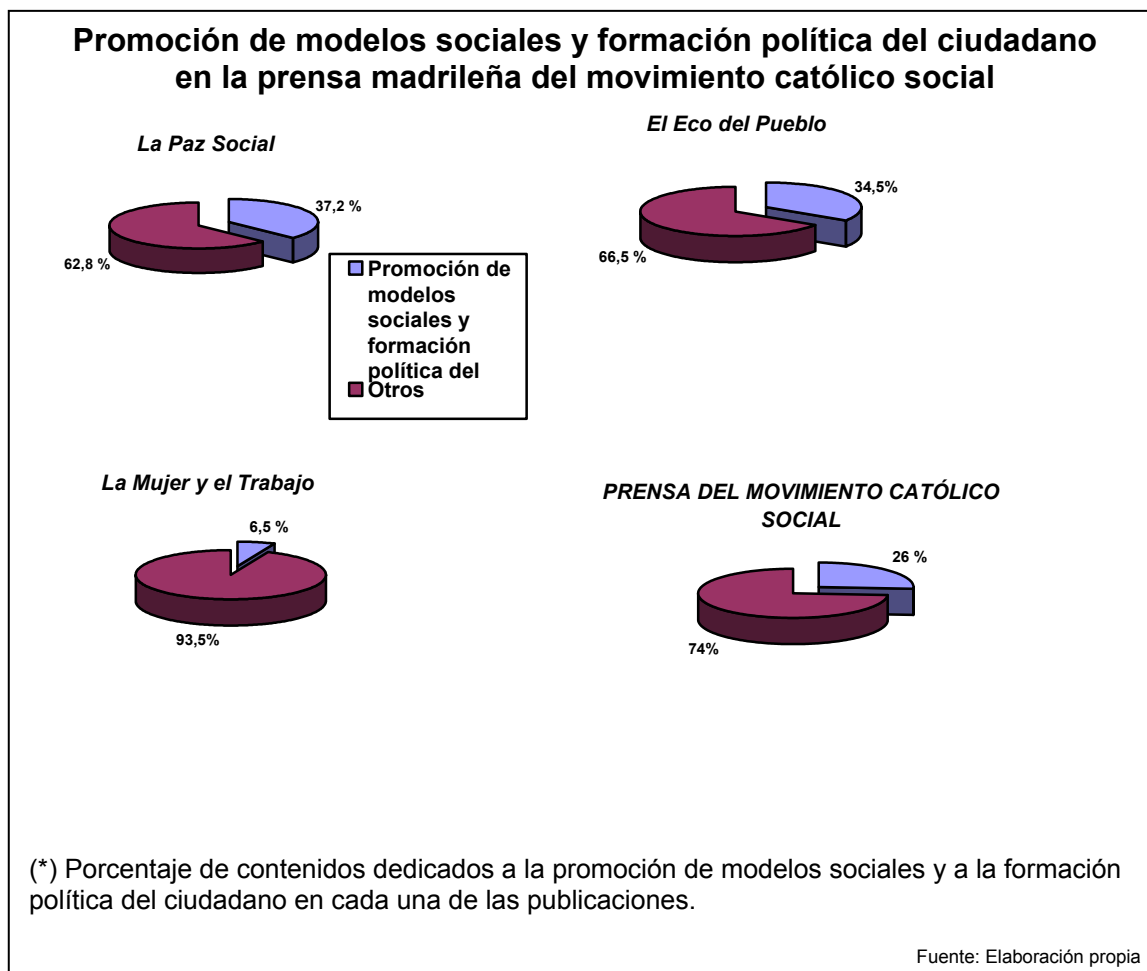 Promoción de modelos sociales y formación política del ciudadano
en la prensa madrileña del movimiento católico social
La Paz Social
37,2 %
62,8 %
El Eco del Pueblo
34,5%
66,5 %
Promoción de
modelos
sociales y
formación
política del
Otros
La Mujer y el Trabajo
6,5 %
93,5%
PRENSA DEL MOVIMIENTO CATÓLICO
SOCIAL
26 %
74%
(*) Porcentaje de contenidos dedicados a la promoción de modelos sociales y a la formación
política del ciudadano en cada una de las publicaciones.
Fuente: Elaboración propia